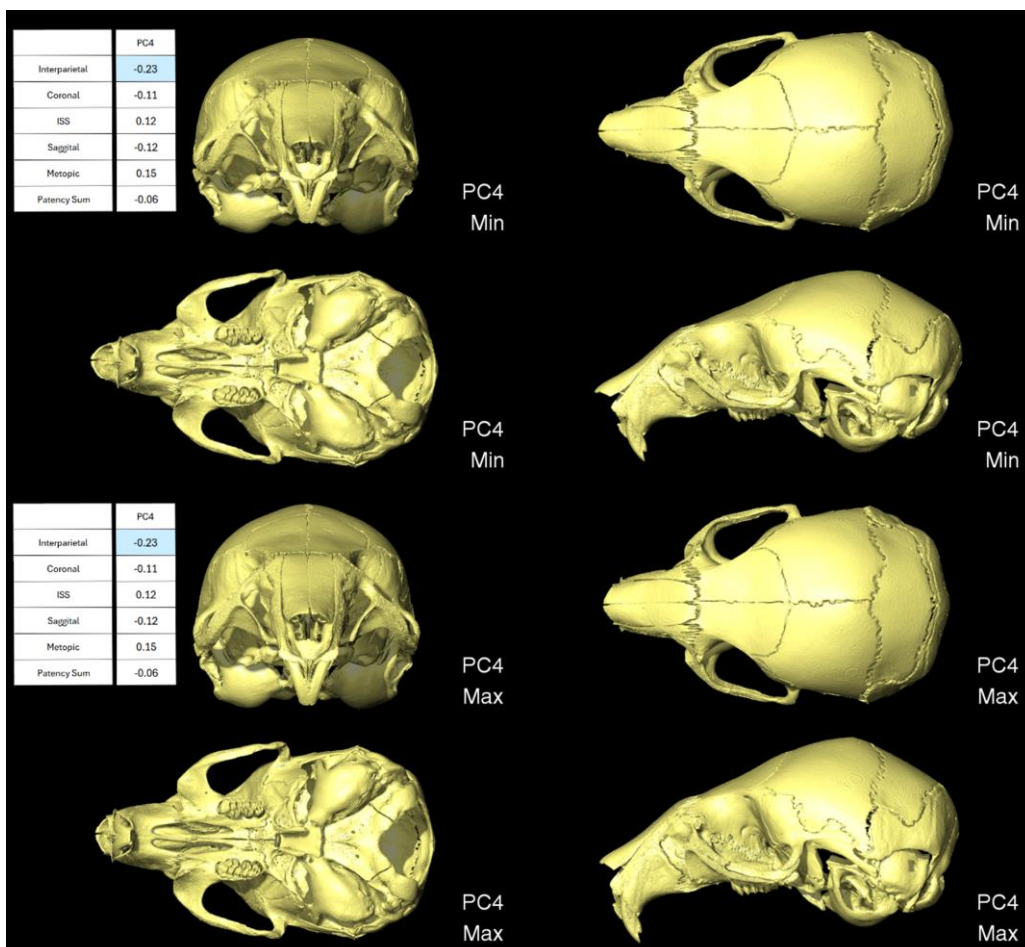 PC4
Interparietal -0.23
Coronal -0.11
ISS 0.12
Saggital -0.12
Metopic 0.15
Patency Sum -0.06
PC4
Min
PC4
Min
PC4
Min
PC4
Min
PC4
Interparietal -0.23
Coronal -0.11
ISS 0.12
Saggital -0.12
Metopic 0.15
Patency Sum -0.06
PC4
Max
PC4
Max
PC4
Max
PC4
Max